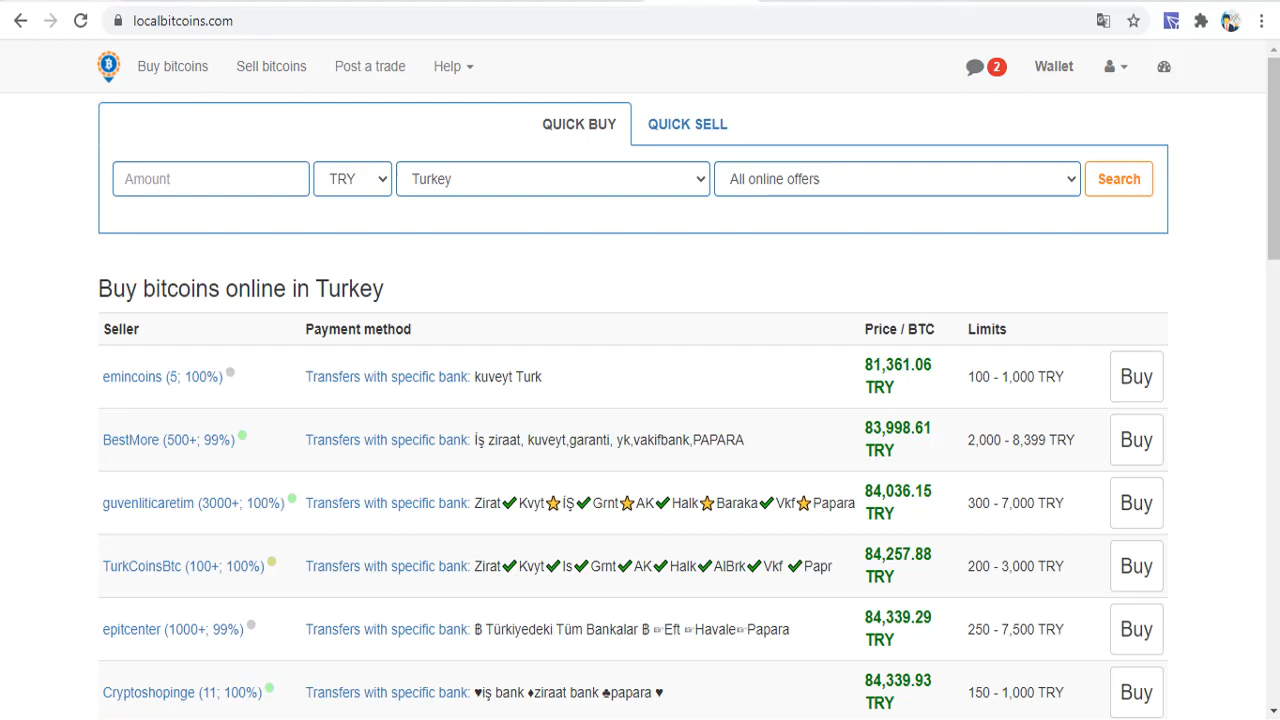 localbitcoins.com
Buy bitcoins Sell bitcoins Post a trade Help 2 Wallet
QUICK BUY QUICK SELL
Amount TRY Turkey All online offers Search
Buy bitcoins online in Turkey
Seller Payment method Price / BTC Limits
emincoins (5; 100%) Transfers with specific bank: kuveyt Turk 81,361.06 TRY 100 - 1,000 TRY Buy
BestMore (500+; 99%) Transfers with specific bank: İş ziraat, kuveyt,garanti, yk,vakifbank,PAPARA 83,998.61 TRY 2,000 - 8,399 TRY Buy
guvenliticaretim (3000+; 100%) Transfers with specific bank: Zirat✔Kvyt⭐İŞ✔Grnt⭐AK✔Halk⭐Baraka✔Vkf⭐Papara 84,036.15 TRY 300 - 7,000 TRY Buy
TurkCoinsBtc (100+; 100%) Transfers with specific bank: Zirat✔Kvyt✔Is✔Grnt✔AK✔Halk✔AlBrk✔Vkf ✔Papr 84,257.88 TRY 200 - 3,000 TRY Buy
epitcenter (1000+; 99%) Transfers with specific bank: ฿ Türkiyedeki Tüm Bankalar ฿ ☞Eft ☞Havale☞Papara 84,339.29 TRY 250 - 7,500 TRY Buy
Cryptoshopinge (11; 100%) Transfers with specific bank: ♥iş bank ♦ziraat bank ♣papara ♥ 84,339.93 TRY 150 - 1,000 TRY Buy